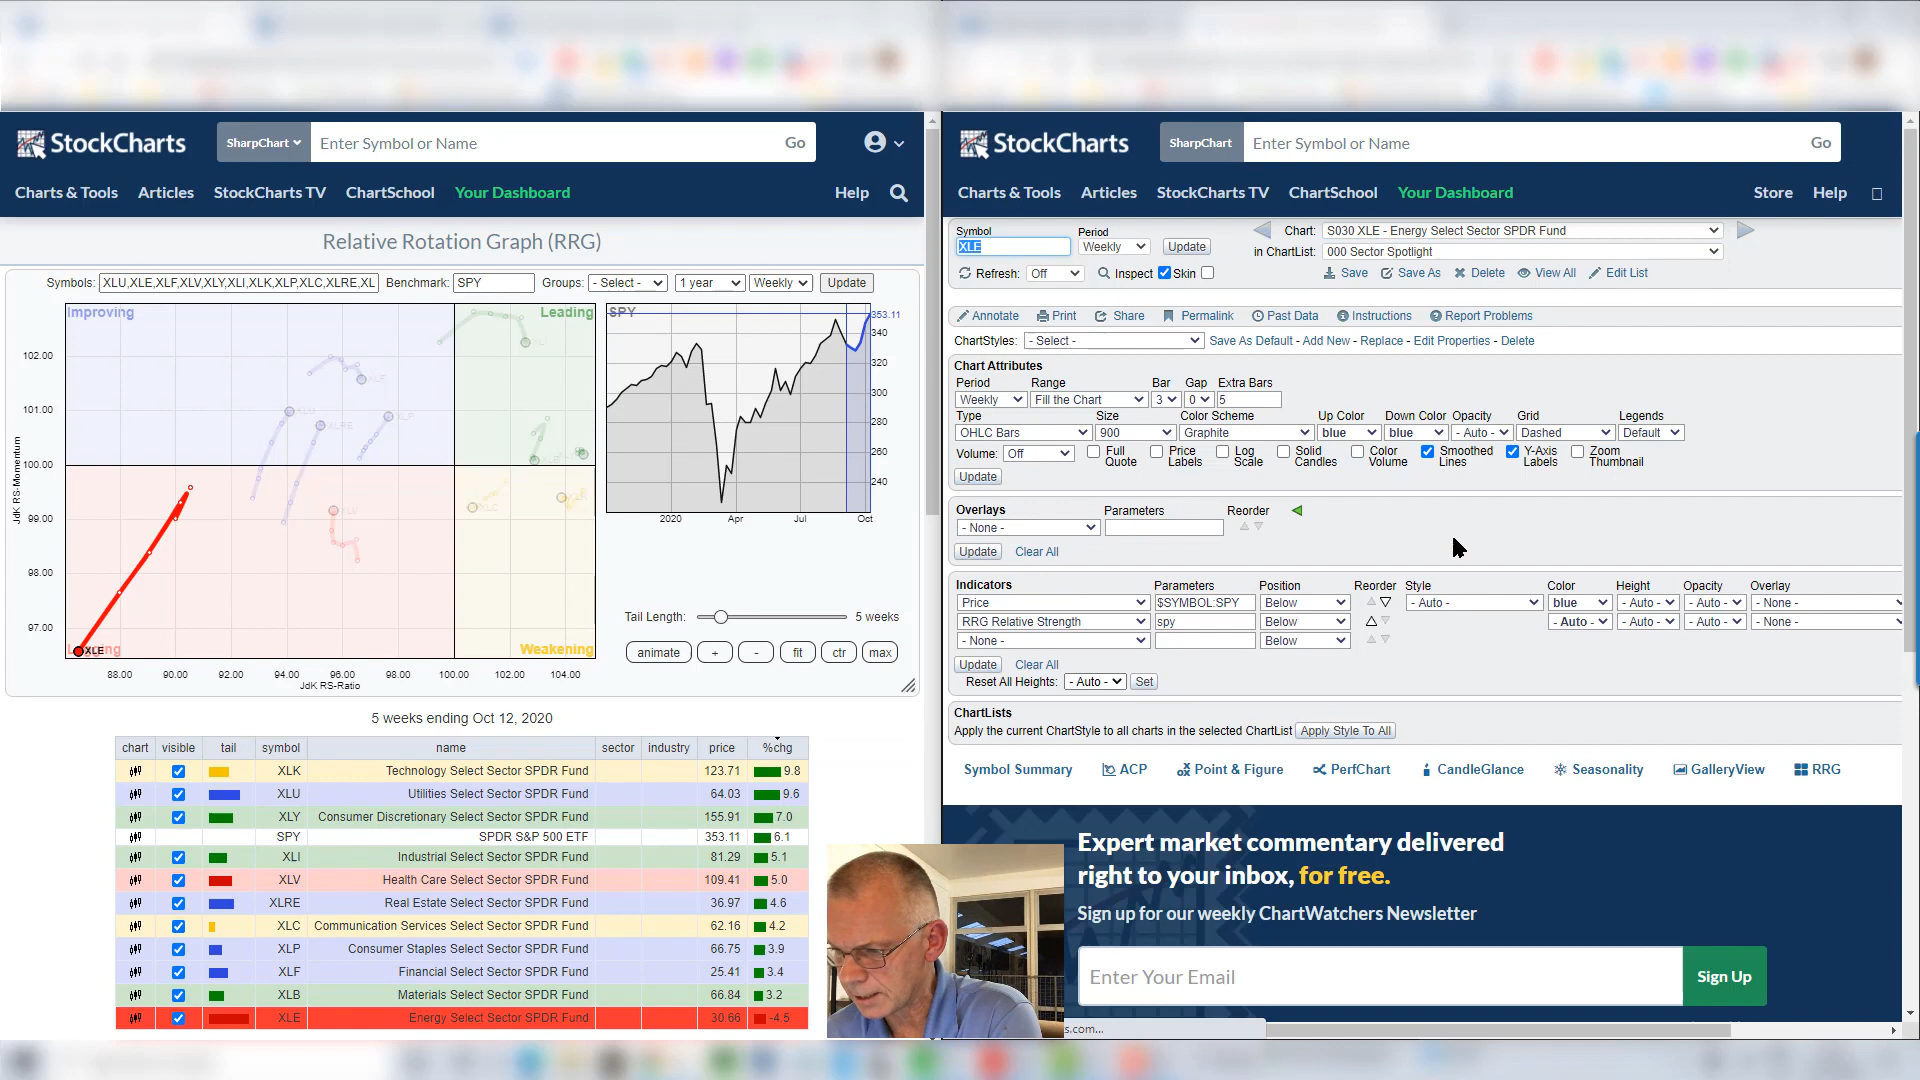 StockCharts
SharpChart
Enter Symbol or Name
Go
Charts & Tools
Articles
StockCharts TV
ChartSchool
Your Dashboard
Help
Relative Rotation Graph (RRG)
Symbols: XLU,XLE,XLF,XLV,XLY,XLI,XLK,XLP,XLC,XLRE,XL
Benchmark: SPY
Groups: - Select -
1 year
Weekly
Update
Improving
Leading
Lagging
Weakening
102.00
101.00
100.00
99.00
98.00
97.00
JdK RS-Momentum
88.00 90.00 92.00 94.00 96.00 98.00 100.00 102.00 104.00
JdK RS-Ratio
XLE
XLU
XLRE
XLV
XLC
SPY
353.11
340
320
300
280
260
240
2020 Apr Jul Oct
Tail Length: 5 weeks
animate + - fit ctr max
5 weeks ending Oct 12, 2020
chart visible tail symbol name sector industry price %chg
XLK Technology Select Sector SPDR Fund 123.71 9.8
XLU Utilities Select Sector SPDR Fund 64.03 9.6
XLY Consumer Discretionary Select Sector SPDR Fund 155.91 7.0
SPY SPDR S&P 500 ETF 353.11 6.1
XLI Industrial Select Sector SPDR Fund 81.29 5.1
XLV Health Care Select Sector SPDR Fund 109.41 5.0
XLRE Real Estate Select Sector SPDR Fund 36.97 4.6
XLC Communication Services Select Sector SPDR Fund 62.16 4.2
XLP Consumer Staples Select Sector SPDR Fund 66.75 3.9
XLF Financial Select Sector SPDR Fund 25.41 3.4
XLB Materials Select Sector SPDR Fund 66.84 3.2
XLE Energy Select Sector SPDR Fund 30.66 -4.5
StockCharts
SharpChart
Enter Symbol or Name
Go
Charts & Tools
Articles
StockCharts TV
ChartSchool
Your Dashboard
Store
Help
Symbol Period
XLE Weekly Update
Chart: S030 XLE - Energy Select Sector SPDR Fund
in ChartList: 000 Sector Spotlight
Refresh: Off Inspect Skin
Save Save As Delete View All Edit List
Annotate Print Share Permalink Past Data Instructions Report Problems
ChartStyles: - Select - Save As Default - Add New - Replace - Edit Properties - Delete
Chart Attributes
Period Range Bar Gap Extra Bars
Weekly Fill the Chart 3 0 5
Type Size Color Scheme Up Color Down Color Opacity Grid Legends
OHLC Bars 900 Graphite blue blue - Auto - Dashed Default
Volume: Off Full Quote Price Labels Log Scale Solid Candles Color Volume Smoothed Lines Y-Axis Labels Zoom Thumbnail
Update
Overlays Parameters Reorder
- None -
Update Clear All
Indicators Parameters Position Reorder Style Color Height Opacity Overlay
Price $SYMBOL:SPY Below - Auto - blue - Auto - - Auto - - None -
RRG Relative Strength spy Below - Auto - - Auto - - Auto - - None -
- None - Below
Update Clear All
Reset All Heights: - Auto - Set
ChartLists
Apply the current ChartStyle to all charts in the selected ChartList Apply Style To All
Symbol Summary ACP Point & Figure PerfChart CandleGlance Seasonality GalleryView RRG
Expert market commentary delivered
right to your inbox, for free.
Sign up for our weekly ChartWatchers Newsletter
Enter Your Email
Sign Up
s.com...